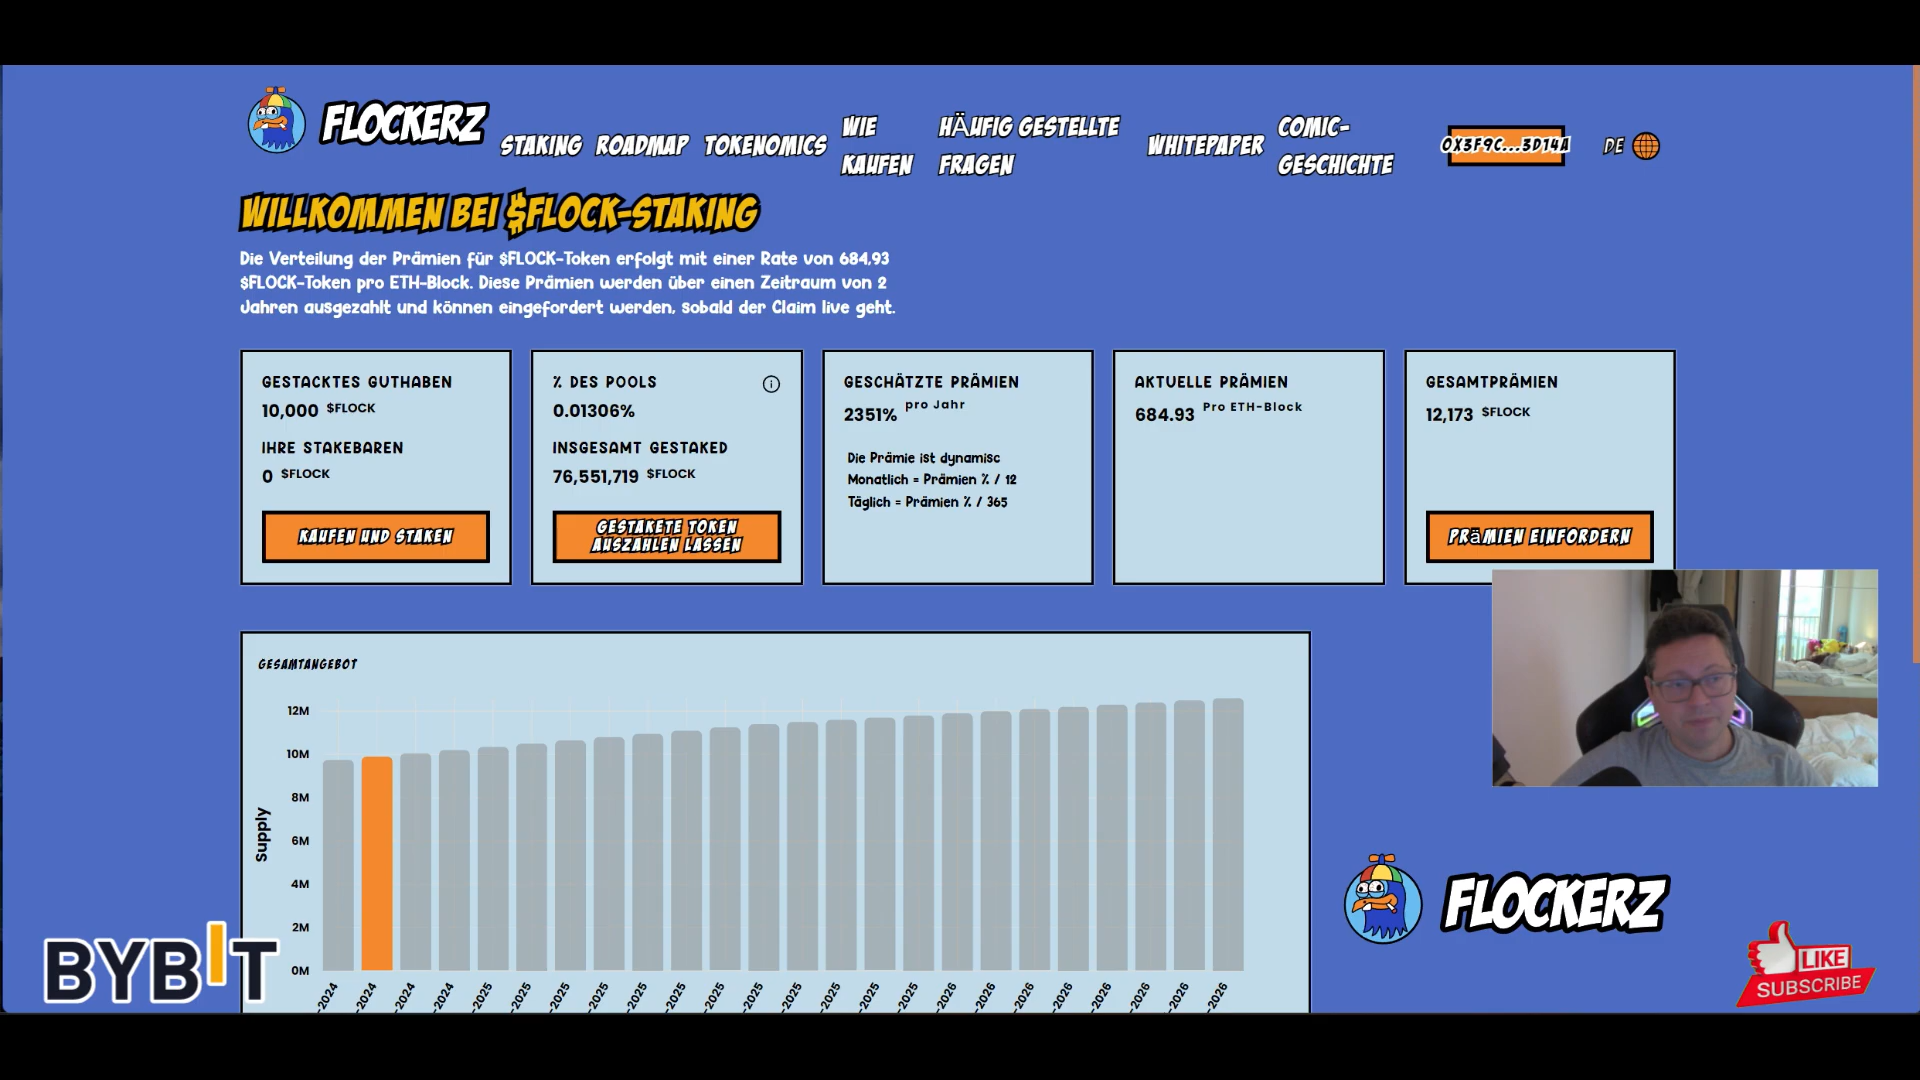 FLOCKERZ
STAKING
ROADMAP
TOKENOMICS
WIE
KAUFEN
HÄUFIG GESTELLTE
FRAGEN
WHITEPAPER
COMIC-
GESCHICHTE
0X3F9C...3D14A
DE
WILLKOMMEN BEI $FLOCK-STAKING
Die Verteilung der Prämien für $FLOCK-Token erfolgt mit einer Rate von 684,93
$FLOCK-Token pro ETH-Block. Diese Prämien werden über einen Zeitraum von 2
Jahren ausgezahlt und können eingefordert werden, sobald der Claim live geht.
GESTACKTES GUTHABEN
10,000 $FLOCK
IHRE STAKEBAREN
0 $FLOCK
KAUFEN UND STAKEN
% DES POOLS
0.01306%
INSGESAMT GESTAKED
76,551,719 $FLOCK
GESTAKETE TOKEN
AUSZAHLEN LASSEN
GESCHÄTZTE PRÄMIEN
2351% pro Jahr
Die Prämie ist dynamisc
Monatlich = Prämien % / 12
Täglich = Prämien % / 365
AKTUELLE PRÄMIEN
684.93 Pro ETH-Block
GESAMTPRÄMIEN
12,173 $FLOCK
PRÄMIEN EINFORDERN
GESAMTANGEBOT
Supply
12M
10M
8M
6M
4M
2M
0M
-2024
-2024
-2024
-2024
-2025
-2025
-2025
-2025
-2025
-2025
-2025
-2025
-2025
-2025
-2025
-2025
-2026
-2026
-2026
-2026
-2026
-2026
-2026
-2026
FLOCKERZ
BYBIT
LIKE
SUBSCRIBE